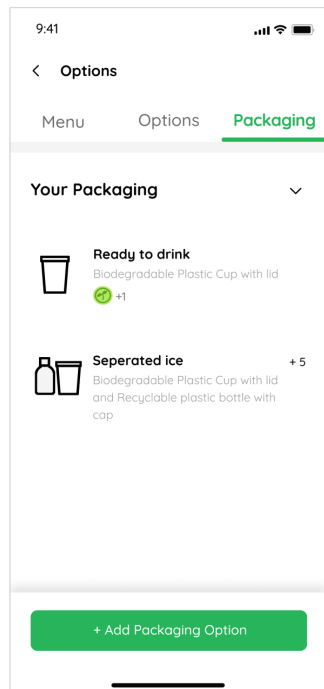 9:41
Options
Menu Options Packaging
Your Packaging
Ready to drink
Biodegradable Plastic Cup with lid
+1
Seperated ice + 5
Biodegradable Plastic Cup with lid
and Recyclable plastic bottle with
cap
+ Add Packaging Option